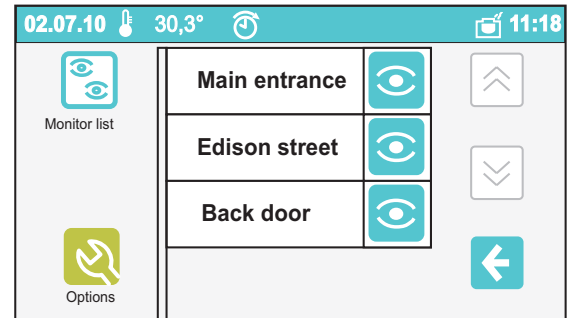 02.07.10 30,3° 11:18
Main entrance
Monitor list
Edison street
Back door
Options